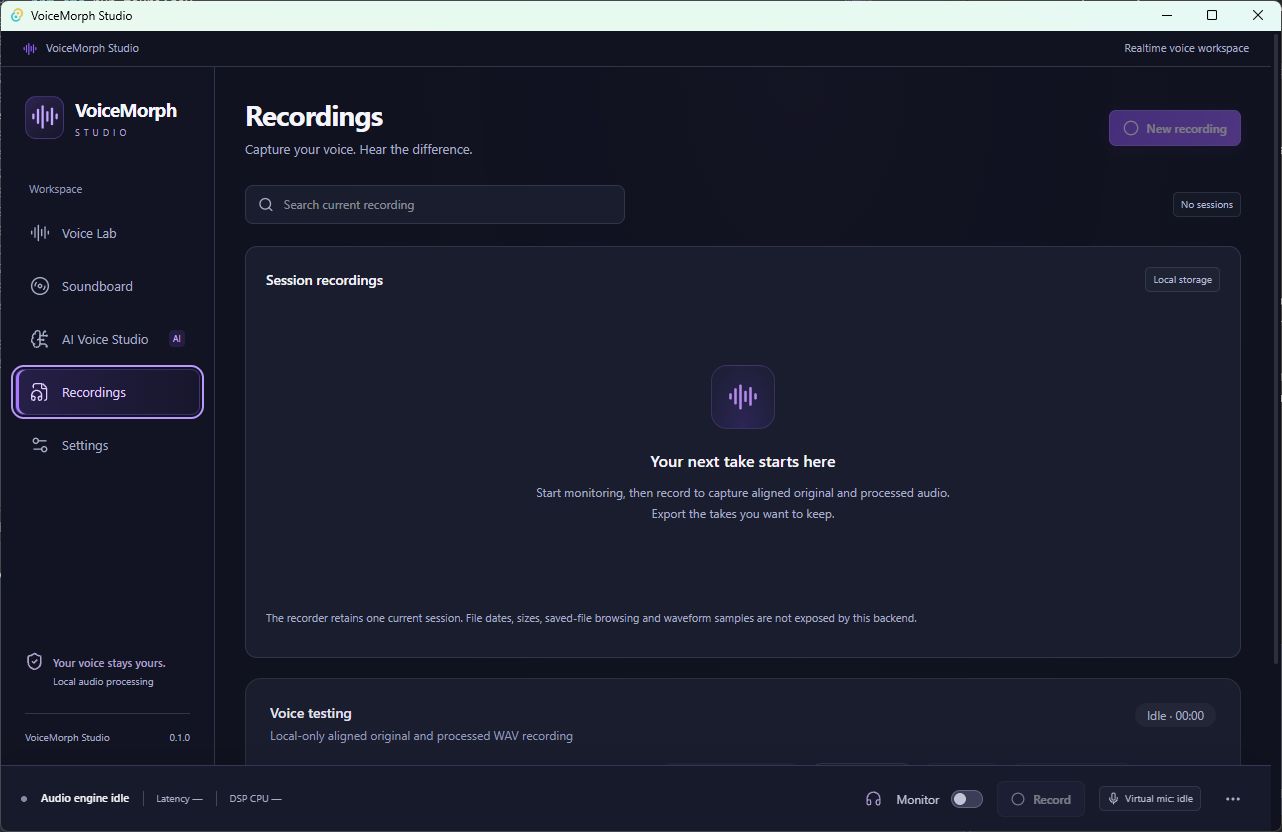 VoiceMorph Studio
VoiceMorph Studio
Realtime voice workspace
VoiceMorph
STUDIO
Workspace
Voice Lab
Soundboard
AI Voice Studio AI
Recordings
Settings
Your voice stays yours.
Local audio processing
VoiceMorph Studio 0.1.0
Recordings
Capture your voice. Hear the difference.
New recording
Search current recording
No sessions
Session recordings
Local storage
Your next take starts here
Start monitoring, then record to capture aligned original and processed audio.
Export the takes you want to keep.
The recorder retains one current session. File dates, sizes, saved-file browsing and waveform samples are not exposed by this backend.
Voice testing
Local-only aligned original and processed WAV recording
Idle · 00:00
Audio engine idle
Latency —
DSP CPU —
Monitor
Record
Virtual mic: idle